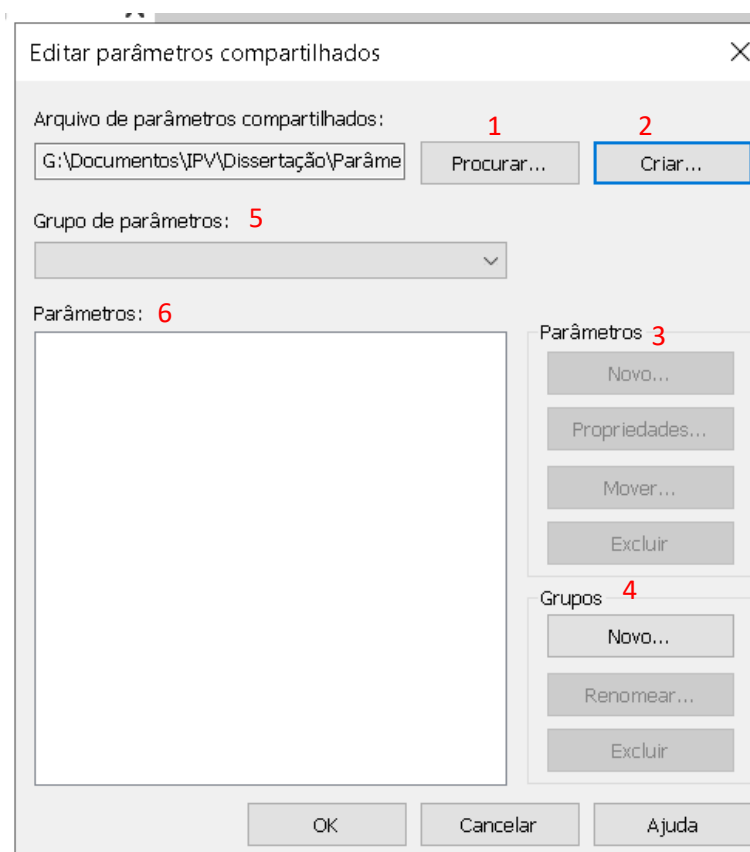 Editar parâmetros compartilhados
Arquivo de parâmetros compartilhados:
1
2
G:\Documentos\IPV\Dissertação\Parâme
Procurar...
Criar...
Grupo de parâmetros: 5
Parâmetros: 6
Parâmetros 3
Novo...
Propriedades...
Mover...
Excluir
Grupos 4
Novo...
Renomear...
Excluir
OK
Cancelar
Ajuda